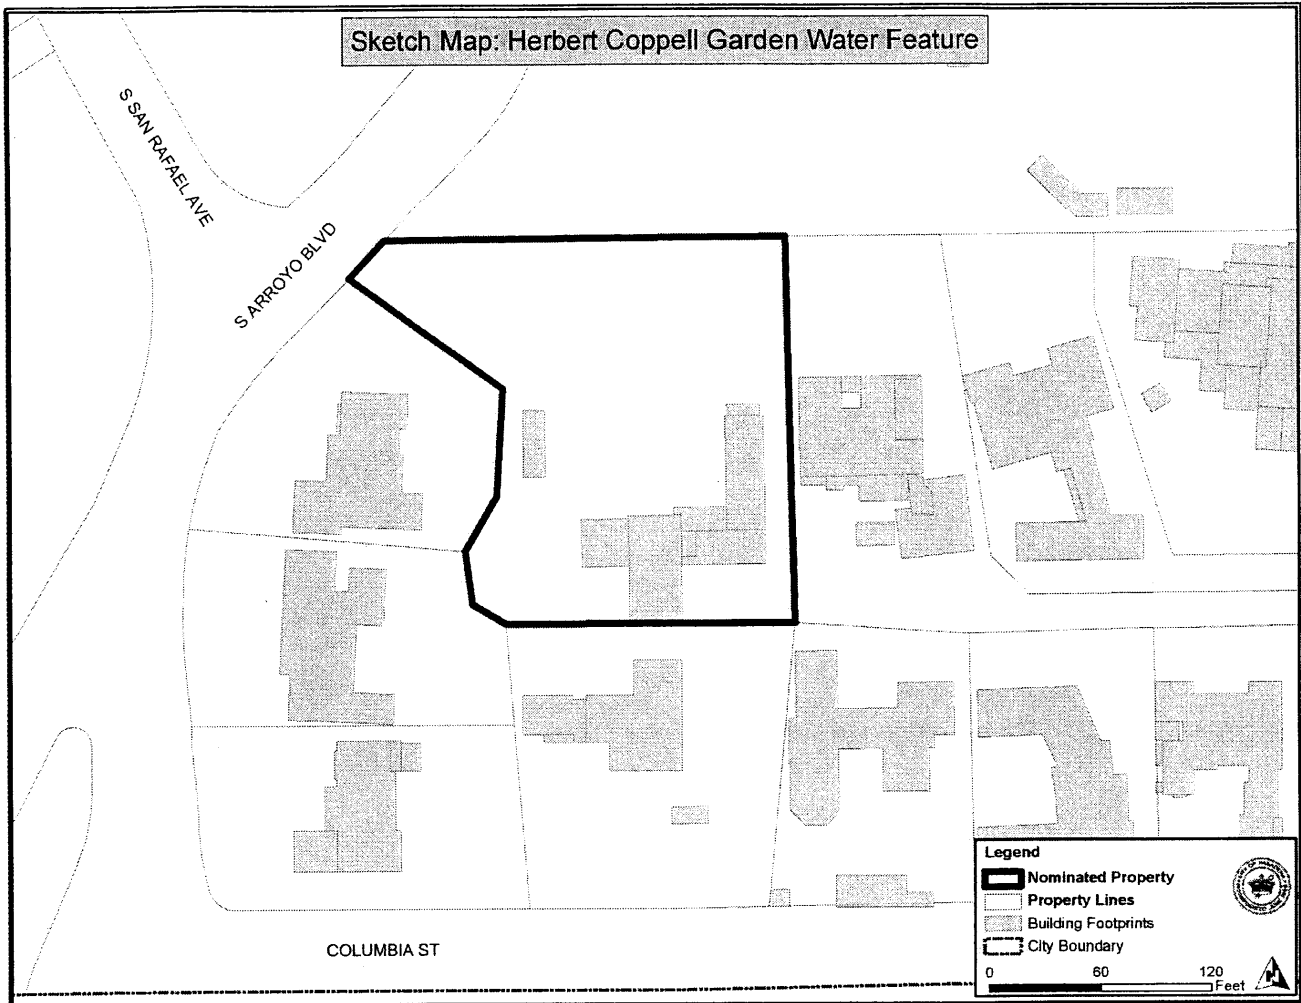 Sketch Map: Herbert Coppell Garden Water Feature
S SAN RAFAEL AVE
S ARROYO BLVD
COLUMBIA ST
Legend
Nominated Property
Property Lines
Building Footprints
City Boundary
0 60 120
Feet